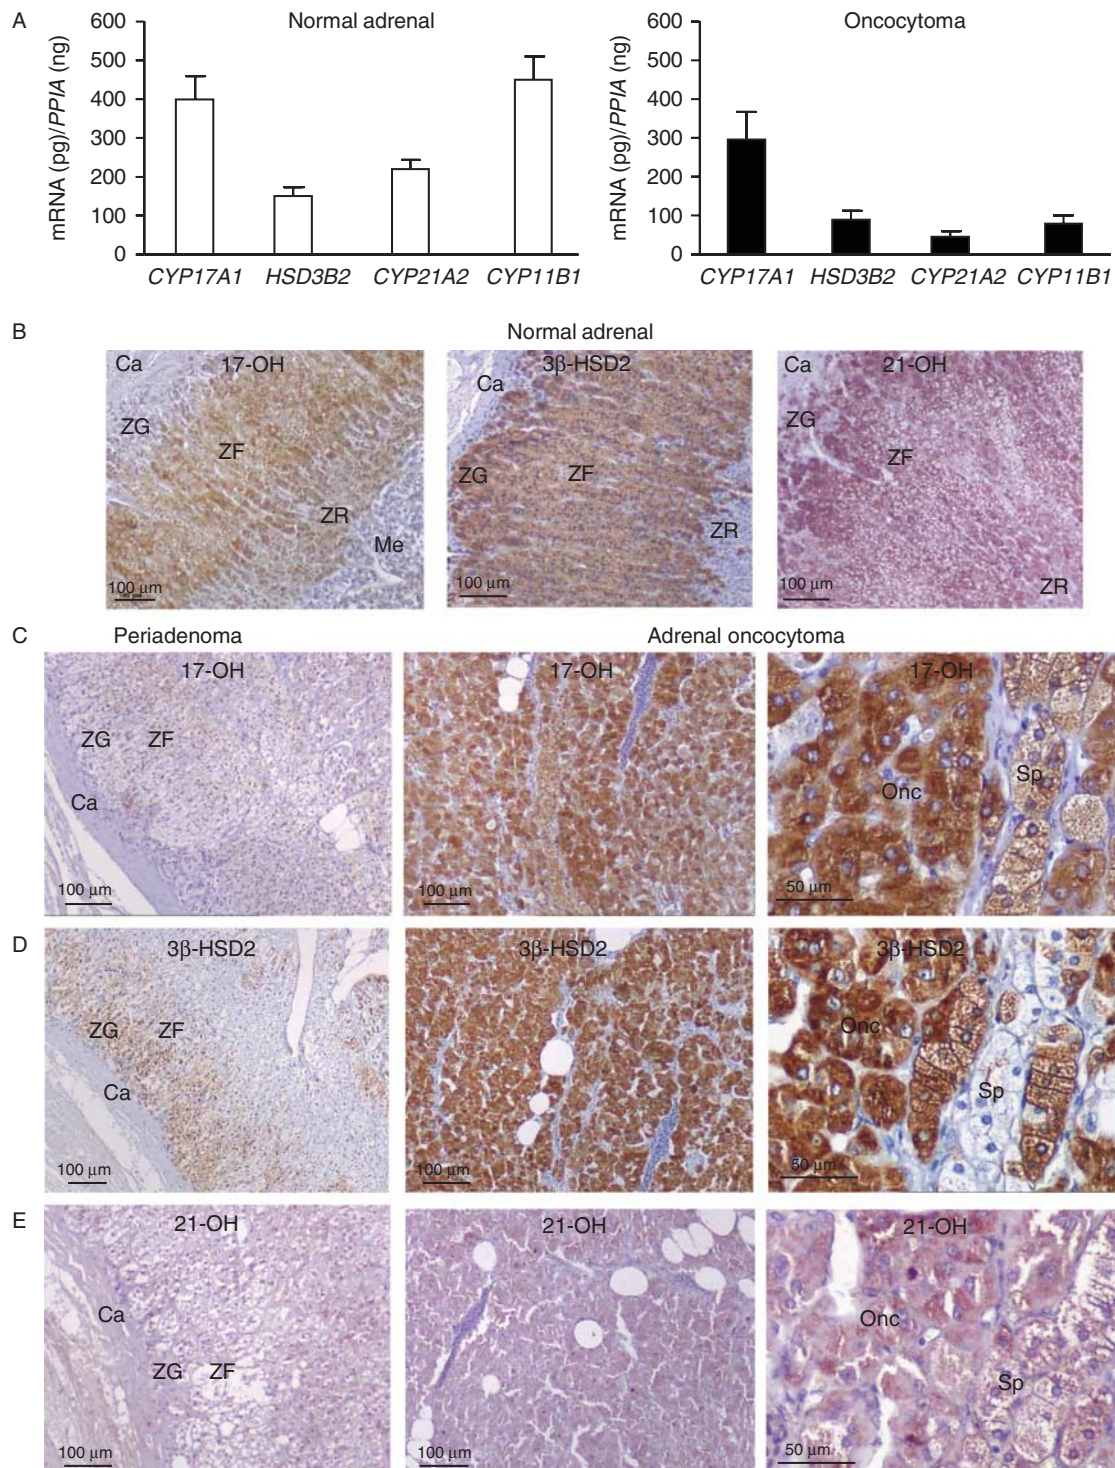 A
Normal adrenal
Oncocytoma
mRNA (pg)/PPIA (ng)
600
500
400
300
200
100
0
CYP17A1 HSD3B2 CYP21A2 CYP11B1
mRNA (pg)/PPIA (ng)
600
500
400
300
200
100
0
CYP17A1 HSD3B2 CYP21A2 CYP11B1
B
Normal adrenal
Ca
17-OH
ZG
ZF
ZR
Me
100 μm
3β-HSD2
Ca
ZG
ZF
ZR
100 μm
Ca
21-OH
ZG
ZF
100 μm
ZR
C
Periadenoma
Adrenal oncocytoma
17-OH
ZG
ZF
Ca
100 μm
17-OH
100 μm
17-OH
Sp
Onc
50 μm
D
3β-HSD2
ZG
ZF
Ca
100 μm
3β-HSD2
100 μm
3β-HSD2
Onc
Sp
50 μm
E
21-OH
Ca
ZG
ZF
100 μm
21-OH
100 μm
21-OH
Onc
Sp
50 μm